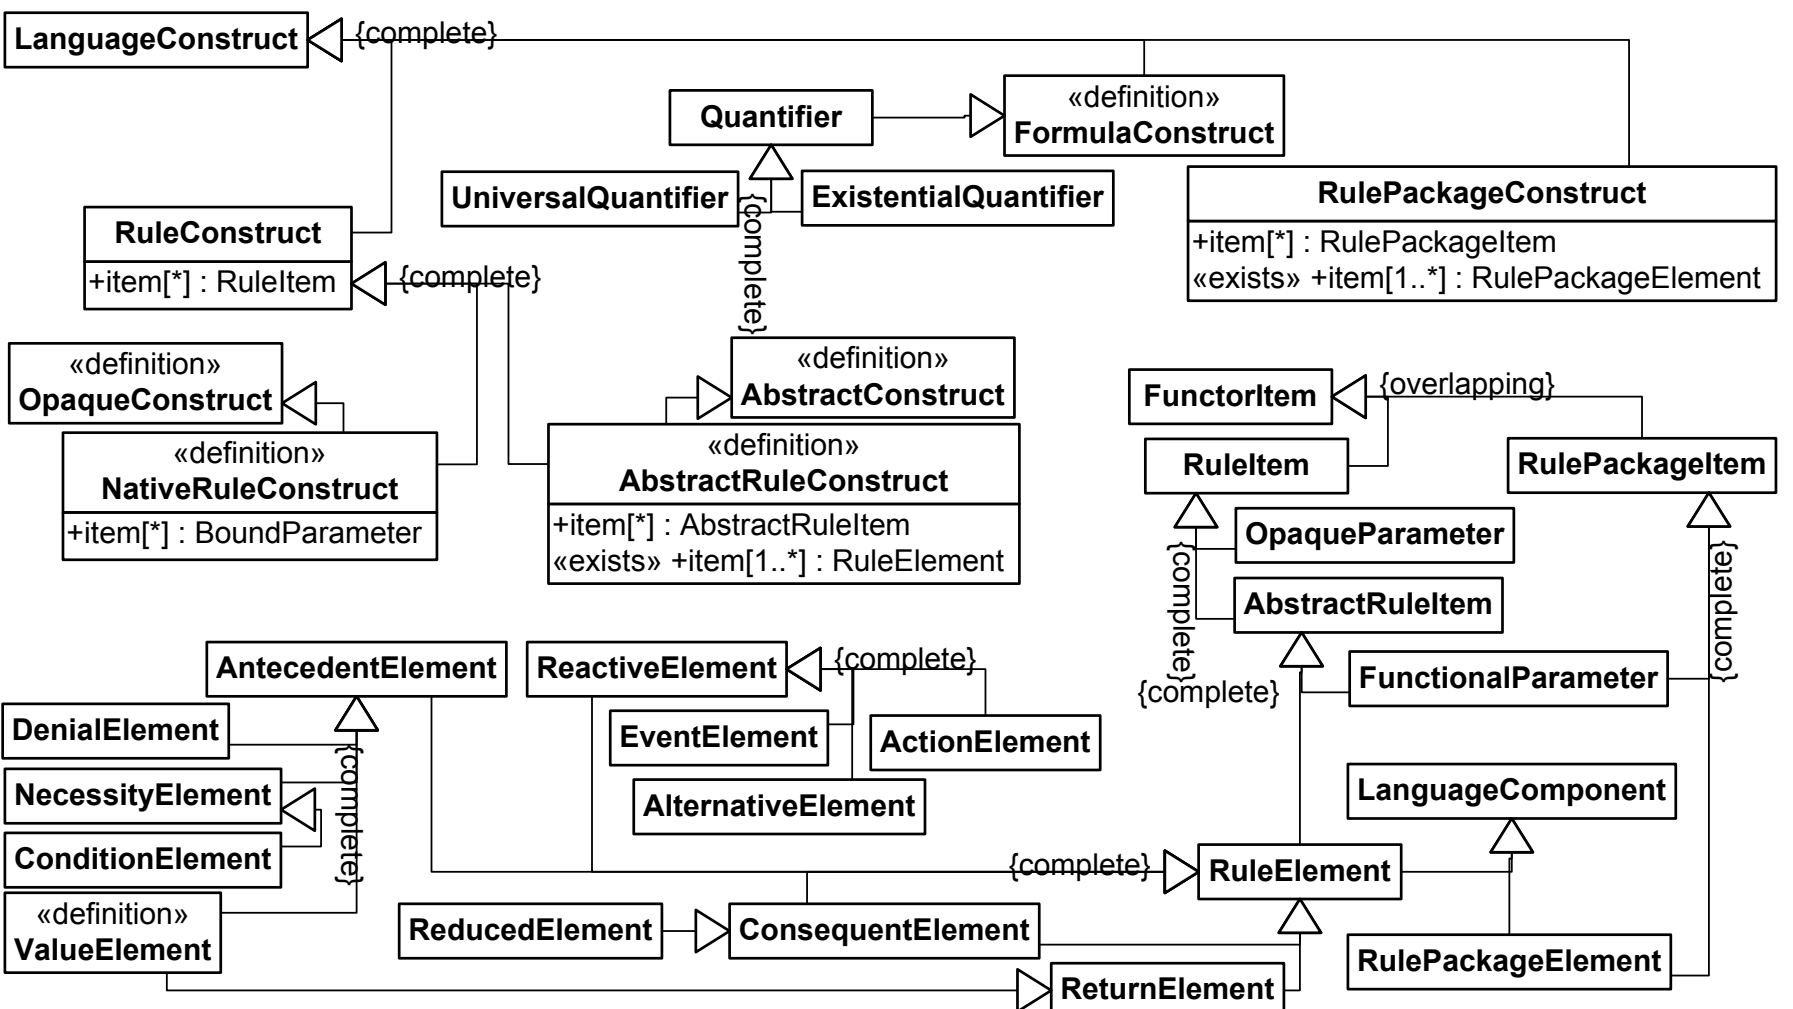 LanguageConstruct
{complete}
Quantifier
«definition»
FormulaConstruct
UniversalQuantifier
ExistentialQuantifier
{complete}
RulePackageConstruct
+item[*] : RulePackageItem
«exists» +item[1..*] : RulePackageElement
RuleConstruct
+item[*] : RuleItem
{complete}
«definition»
OpaqueConstruct
«definition»
AbstractConstruct
«definition»
NativeRuleConstruct
+item[*] : BoundParameter
«definition»
AbstractRuleConstruct
+item[*] : AbstractRuleItem
«exists» +item[1..*] : RuleElement
FunctorItem
{overlapping}
RuleItem
RulePackageItem
OpaqueParameter
{complete}
{complete}
AbstractRuleItem
FunctionalParameter
{complete}
AntecedentElement
ReactiveElement
{complete}
DenialElement
EventElement
ActionElement
{complete}
NecessityElement
AlternativeElement
LanguageComponent
ConditionElement
{complete}
RuleElement
«definition»
ValueElement
ReducedElement
ConsequentElement
RulePackageElement
ReturnElement